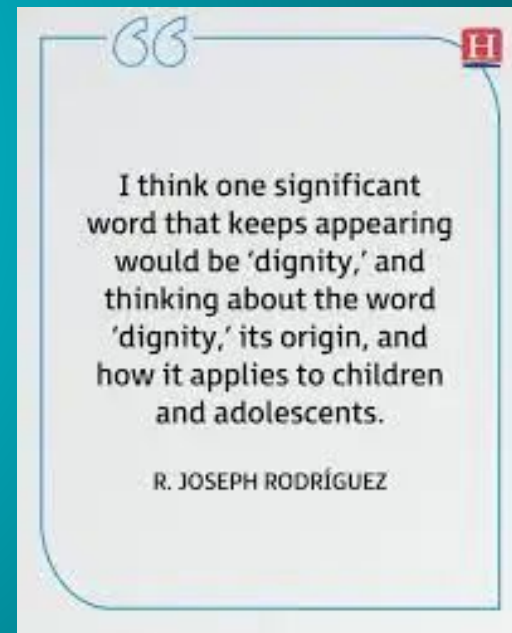 H
I think one significant
word that keeps appearing
would be ‘dignity,’ and
thinking about the word
‘dignity,’ its origin, and
how it applies to children
and adolescents.
R. JOSEPH RODRÍGUEZ